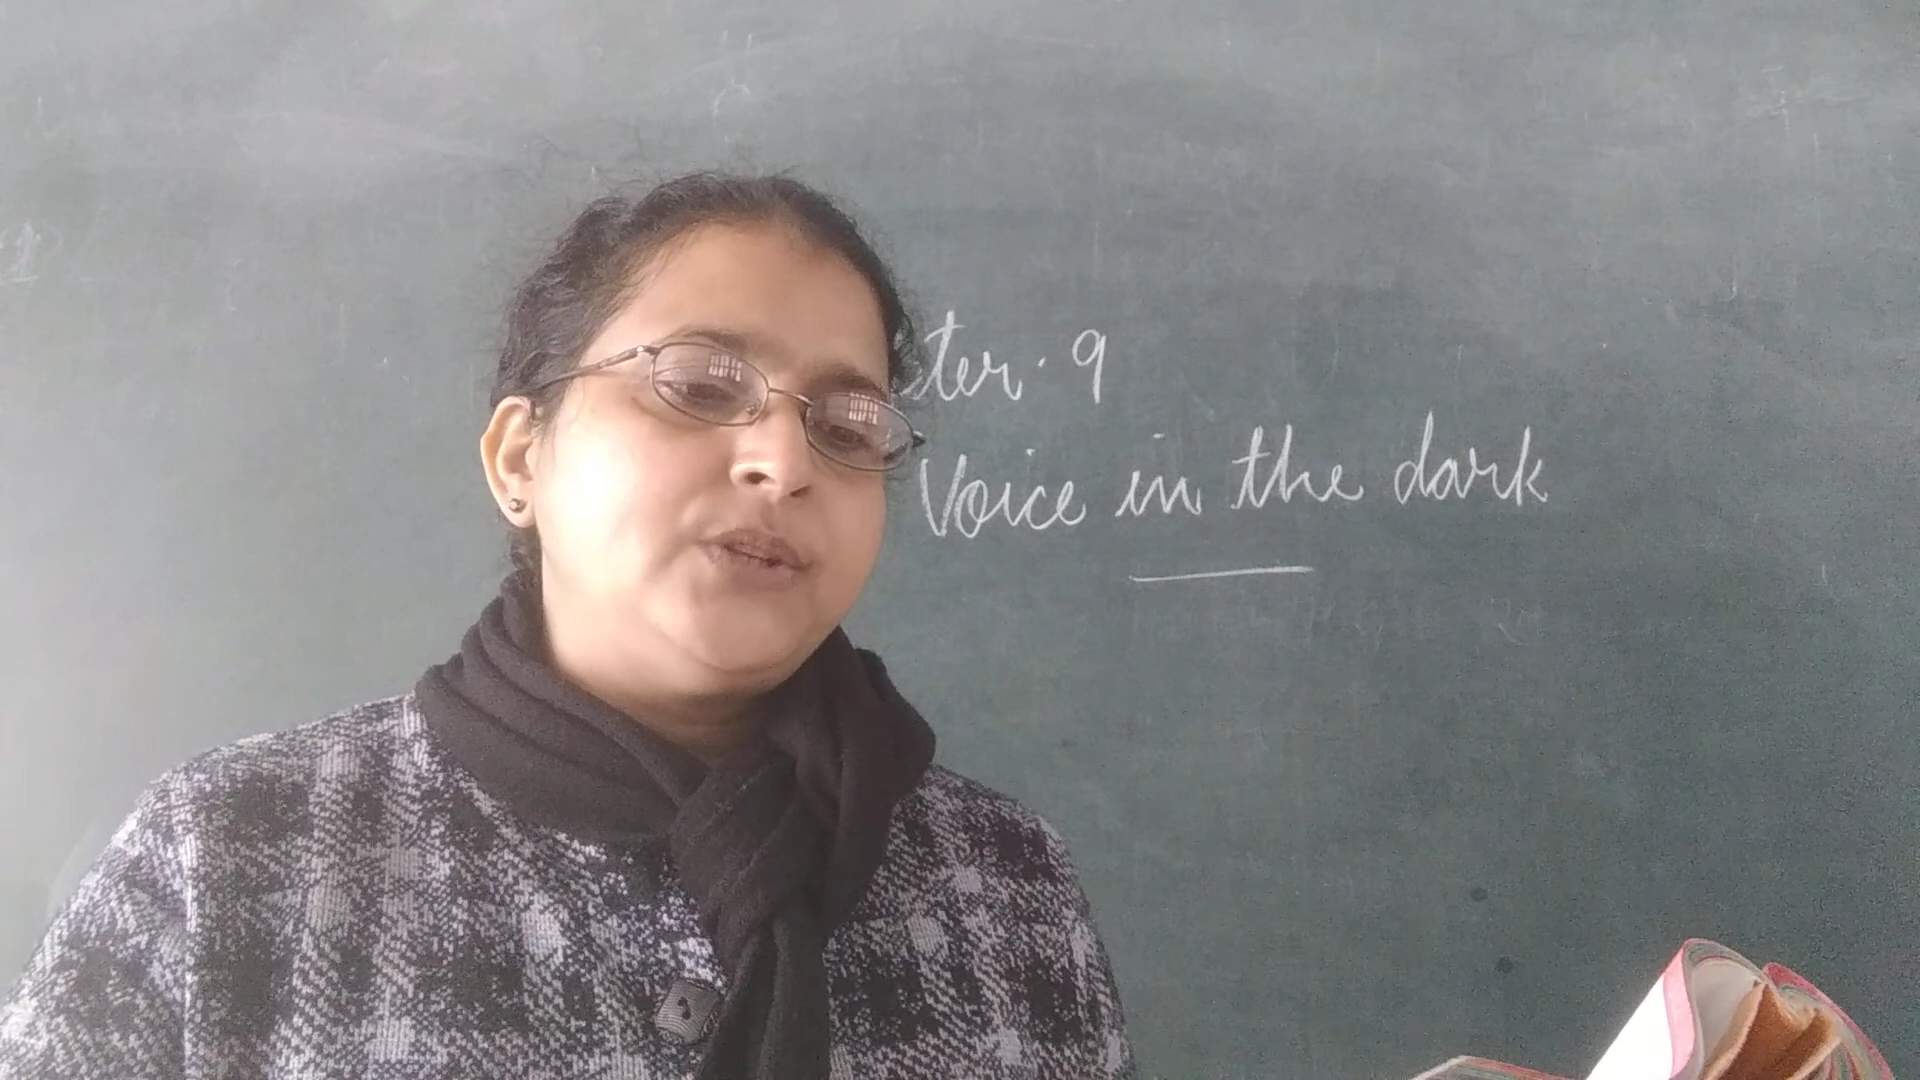 ter. 9
Voice in the dark